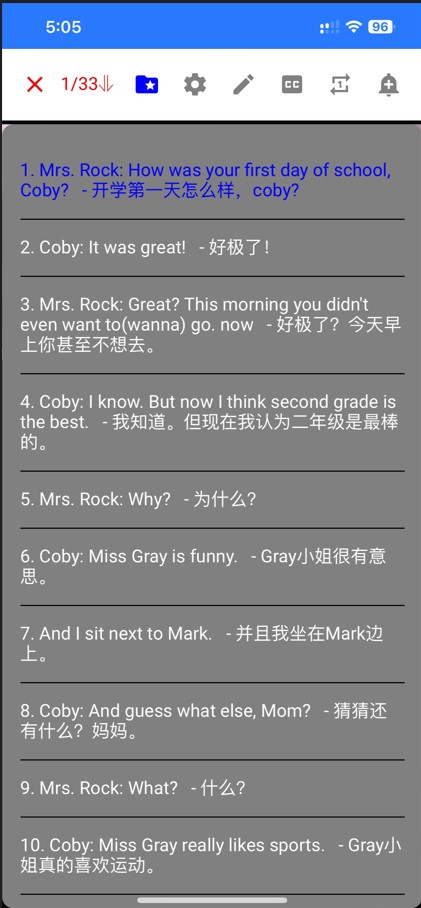 5:05
96
1/33
CC
1
1. Mrs. Rock: How was your first day of school,
Coby?   - 开学第一天怎么样，coby?
2. Coby: It was great!   - 好极了!
3. Mrs. Rock: Great? This morning you didn't
even want to(wanna) go. now   - 好极了? 今天早
上你甚至不想去。
4. Coby: I know. But now I think second grade is
the best.   - 我知道。但现在我认为二年级是最棒
的。
5. Mrs. Rock: Why?   - 为什么?
6. Coby: Miss Gray is funny.   - Gray小姐很有意
思。
7. And I sit next to Mark.   - 并且我坐在Mark边
上。
8. Coby: And guess what else, Mom?   - 猜猜还
有什么? 妈妈。
9. Mrs. Rock: What?   - 什么?
10. Coby: Miss Gray really likes sports.   - Gray小
姐真的喜欢运动。